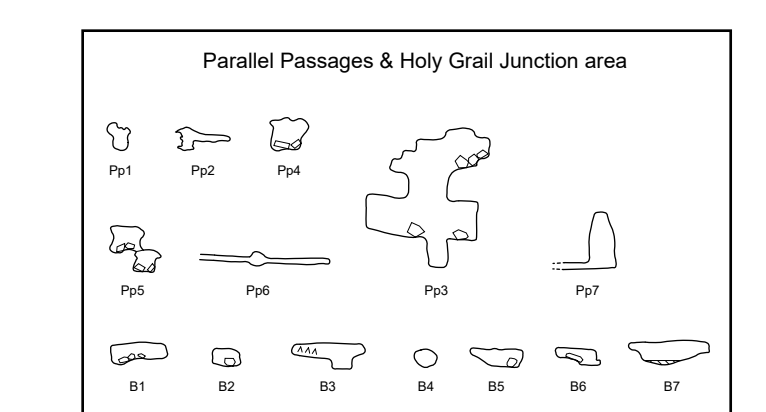 Parallel Passages & Holy Grail Junction area
Pp1 Pp2 Pp4
Pp5 Pp6 Pp3 Pp7
B1 B2 B3 B4 B5 B6 B7